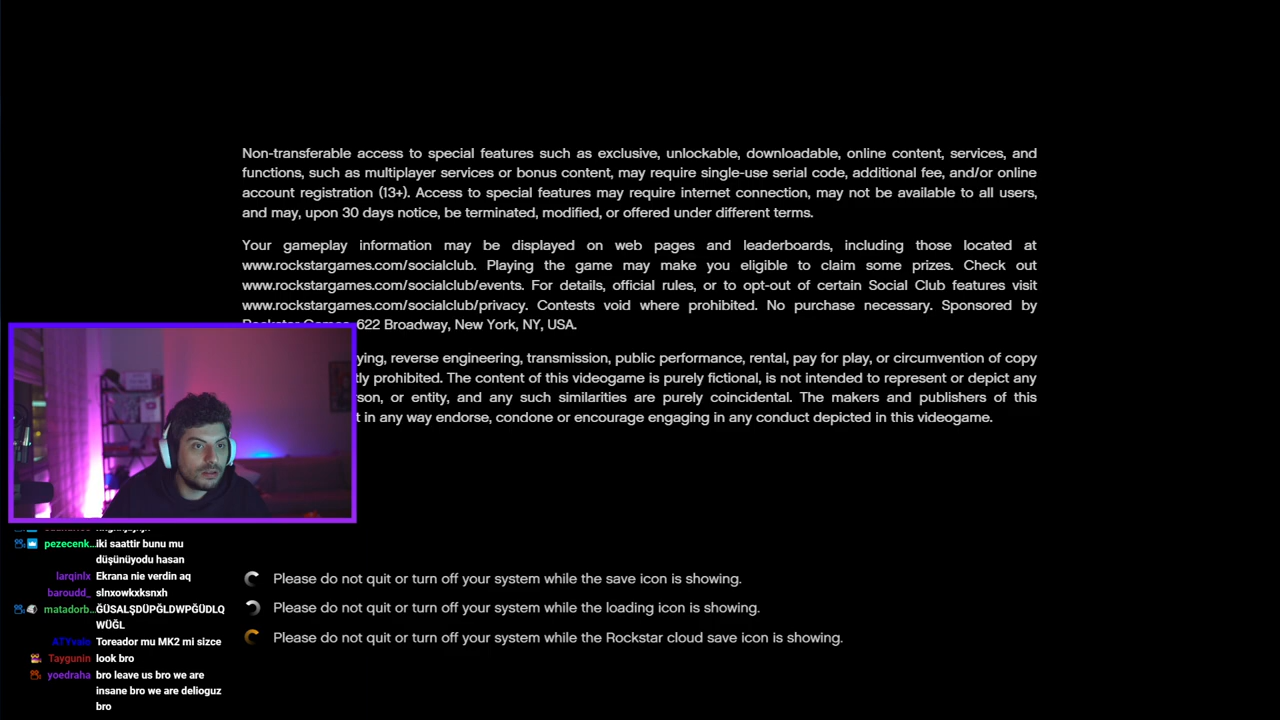 Non-transferable access to special features such as exclusive, unlockable, downloadable, online content, services, and
functions, such as multiplayer services or bonus content, may require single-use serial code, additional fee, and/or online
account registration (13+). Access to special features may require internet connection, may not be available to all users,
and may, upon 30 days notice, be terminated, modified, or offered under different terms.
Your gameplay information may be displayed on web pages and leaderboards, including those located at
www.rockstargames.com/socialclub. Playing the game may make you eligible to claim some prizes. Check out
www.rockstargames.com/socialclub/events. For details, official rules, or to opt-out of certain Social Club features visit
www.rockstargames.com/socialclub/privacy. Contests void where prohibited. No purchase necessary. Sponsored by
622 Broadway, New York, NY, USA.
ying, reverse engineering, transmission, public performance, rental, pay for play, or circumvention of copy
tly prohibited. The content of this videogame is purely fictional, is not intended to represent or depict any
son, or entity, and any such similarities are purely coincidental. The makers and publishers of this
t in any way endorse, condone or encourage engaging in any conduct depicted in this videogame.
pezecenk... iki saattir bunu mu
düşünüyodu hasan
larqinlx Ekrana nie verdin aq
baroudd_ slnxowkxksnxh
matadorb... ĞÜSALŞDÜPĞLDWPĞÜDLQ
WÜĞL
ATYvain Toreador mu MK2 mi sizce
Taygunin look bro
yoedraha bro leave us bro we are
insane bro we are delioguz
bro
Please do not quit or turn off your system while the save icon is showing.
Please do not quit or turn off your system while the loading icon is showing.
Please do not quit or turn off your system while the Rockstar cloud save icon is showing.